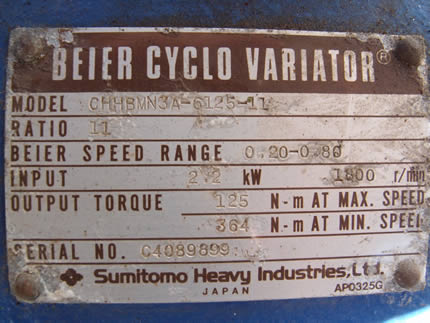 BEIER CYCLO VARIATOR®
MODEL CHHBMN3A-6125-11
RATIO 11
BEIER SPEED RANGE 0.20-0.80
INPUT 2.2 kW 1800 r/min
OUTPUT TORQUE 125 N-m AT MAX. SPEED
364 N-m AT MIN. SPEED
SERIAL NO. C4089899
Sumitomo Heavy Industries, Ltd.
JAPAN AP0325G